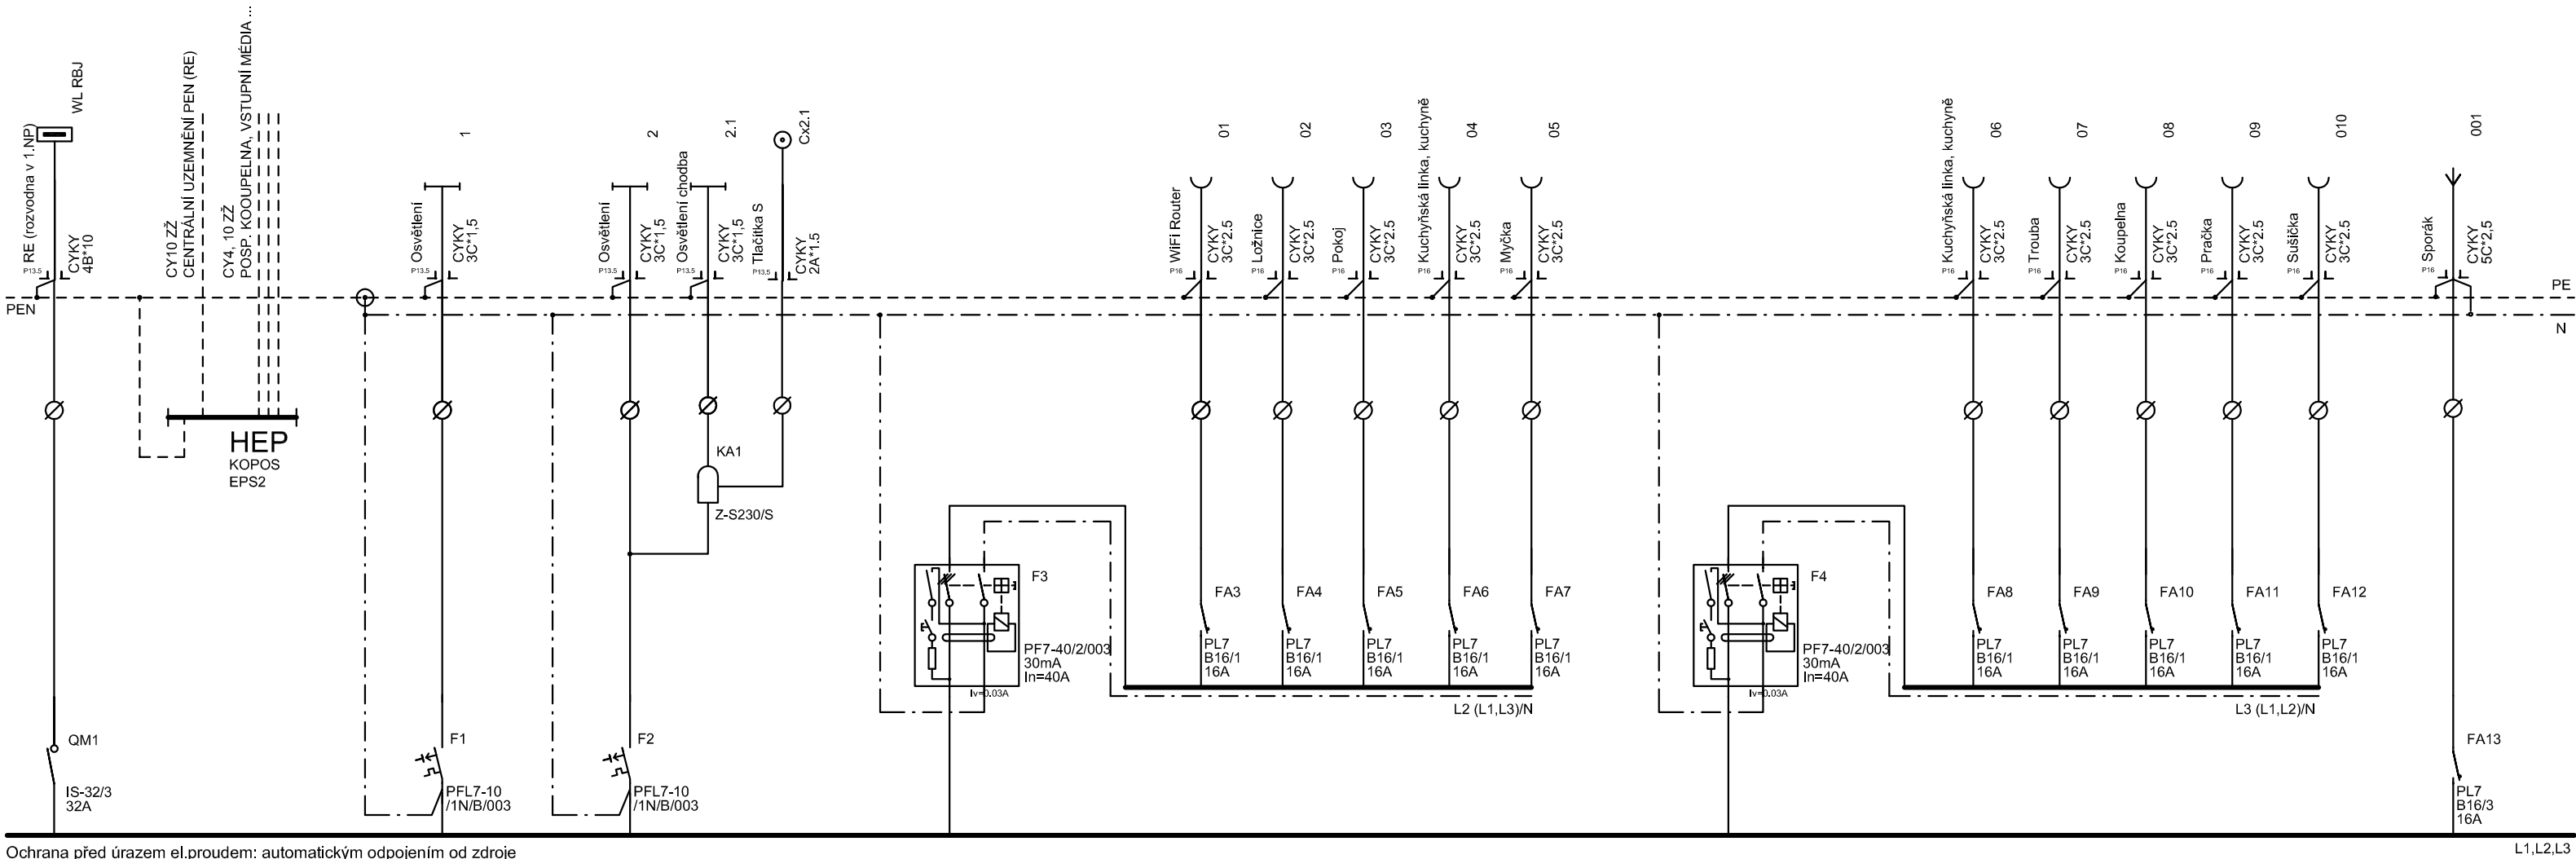 WL RBJ
RE (rozvodna v 1.NP)
CYKY
4B*10
P13.5
PEN
CY10 ZŽ
CENTRÁLNÍ UZEMNĚNÍ PEN (RE)
CY4, 10 ZŽ
POSP. KOOUPELNA, VSTUPNÍ MÉDIA ...
HEP
KOPOS
EPS2
QM1
IS-32/3
32A
1
Osvětlení
CYKY
3C*1,5
P13.5
F1
PFL7-10
/1N/B/003
2
Osvětlení
CYKY
3C*1,5
P13.5
F2
PFL7-10
/1N/B/003
2.1
Osvětlení chodba
CYKY
3C*1,5
P13.5
KA1
Z-S230/S
Cx2.1
Tlačítka S
CYKY
2A*1.5
P13.5
F3
PF7-40/2/003
30mA
In=40A
Iv=0.03A
01
WiFi Router
CYKY
3C*2.5
P16
FA3
PL7
B16/1
16A
02
Ložnice
CYKY
3C*2.5
P16
FA4
PL7
B16/1
16A
03
Pokoj
CYKY
3C*2.5
P16
FA5
PL7
B16/1
16A
04
Kuchyňská linka, kuchyně
CYKY
3C*2.5
P16
FA6
PL7
B16/1
16A
05
Myčka
CYKY
3C*2.5
P16
FA7
PL7
B16/1
16A
L2 (L1,L3)/N
F4
PF7-40/2/003
30mA
In=40A
Iv=0.03A
06
Kuchyňská linka, kuchyně
CYKY
3C*2.5
P16
FA8
PL7
B16/1
16A
07
Trouba
CYKY
3C*2.5
P16
FA9
PL7
B16/1
16A
08
Koupelna
CYKY
3C*2.5
P16
FA10
PL7
B16/1
16A
09
Pračka
CYKY
3C*2.5
P16
FA11
PL7
B16/1
16A
010
Sušička
CYKY
3C*2.5
P16
FA12
PL7
B16/1
16A
L3 (L1,L2)/N
001
Sporák
CYKY
5C*2,5
P16
FA13
PL7
B16/3
16A
PE
N
L1,L2,L3
Ochrana před úrazem el.proudem: automatickým odpojením od zdroje